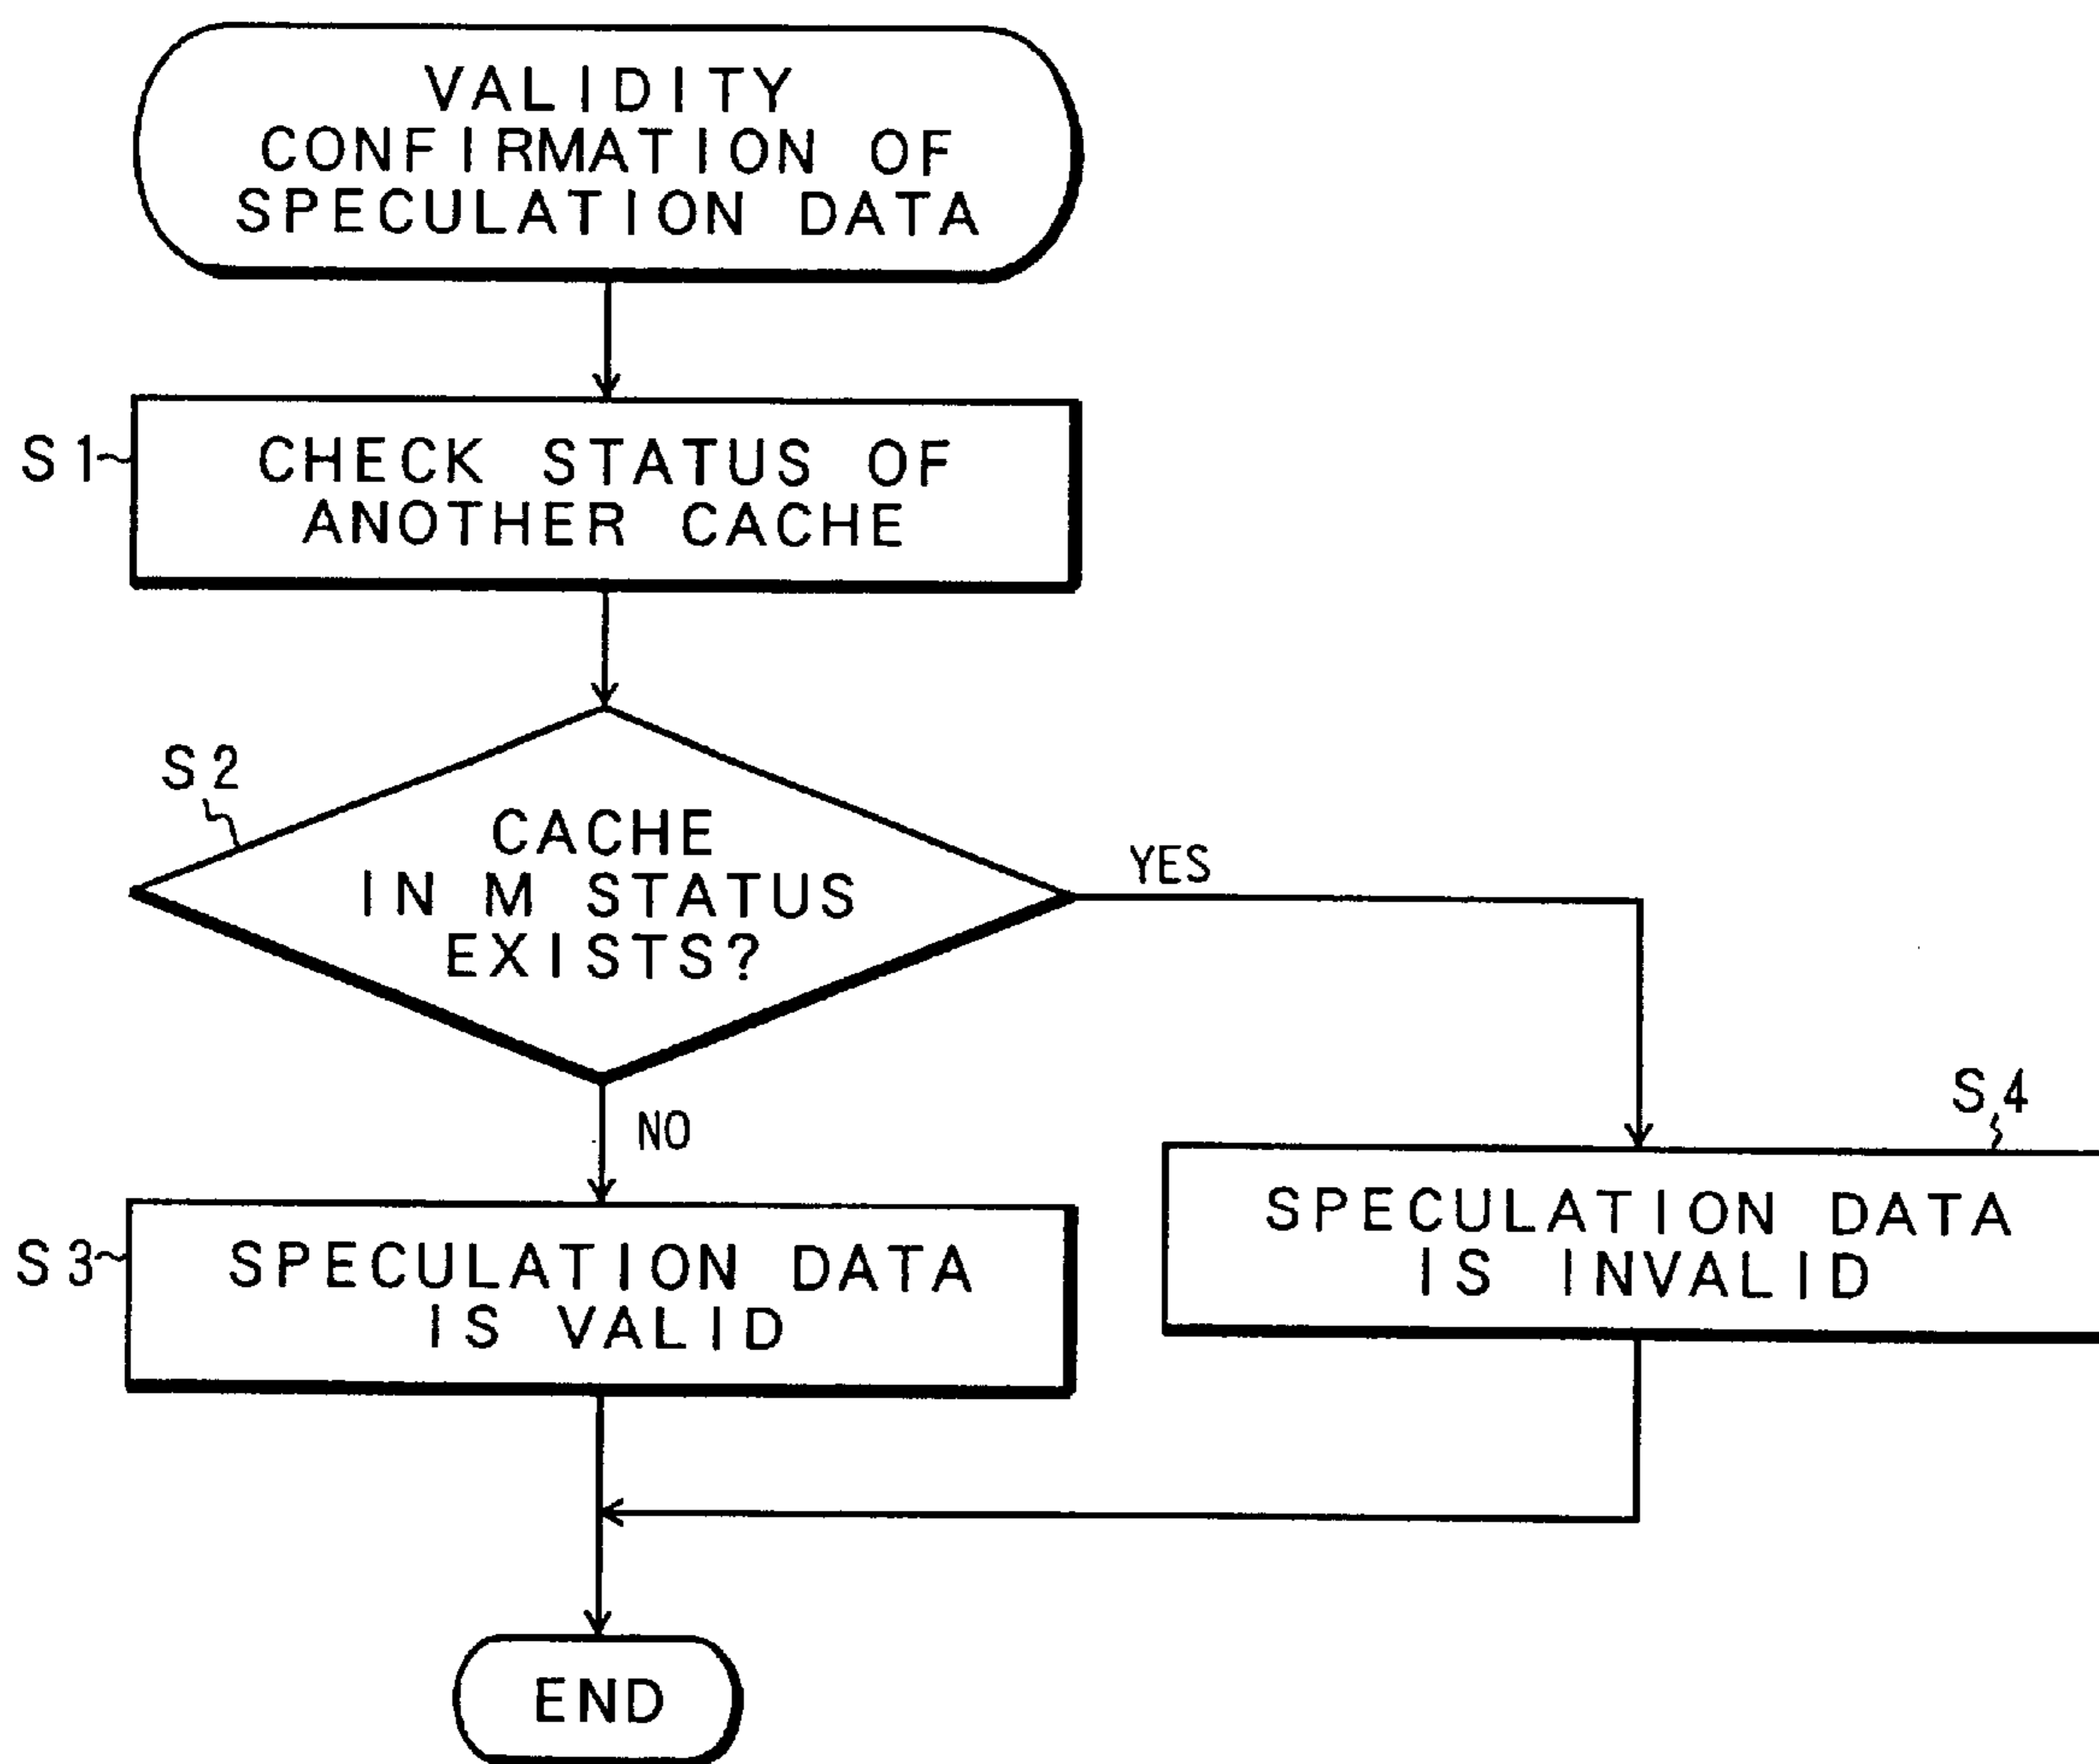 VALIDITY
CONFIRMATION OF
SPECULATION DATA
S1
CHECK STATUS OF
ANOTHER CACHE
S2
CACHE
IN M STATUS
EXISTS?
YES
NO
S3
SPECULATION DATA
IS VALID
S4
SPECULATION DATA
IS INVALID
END